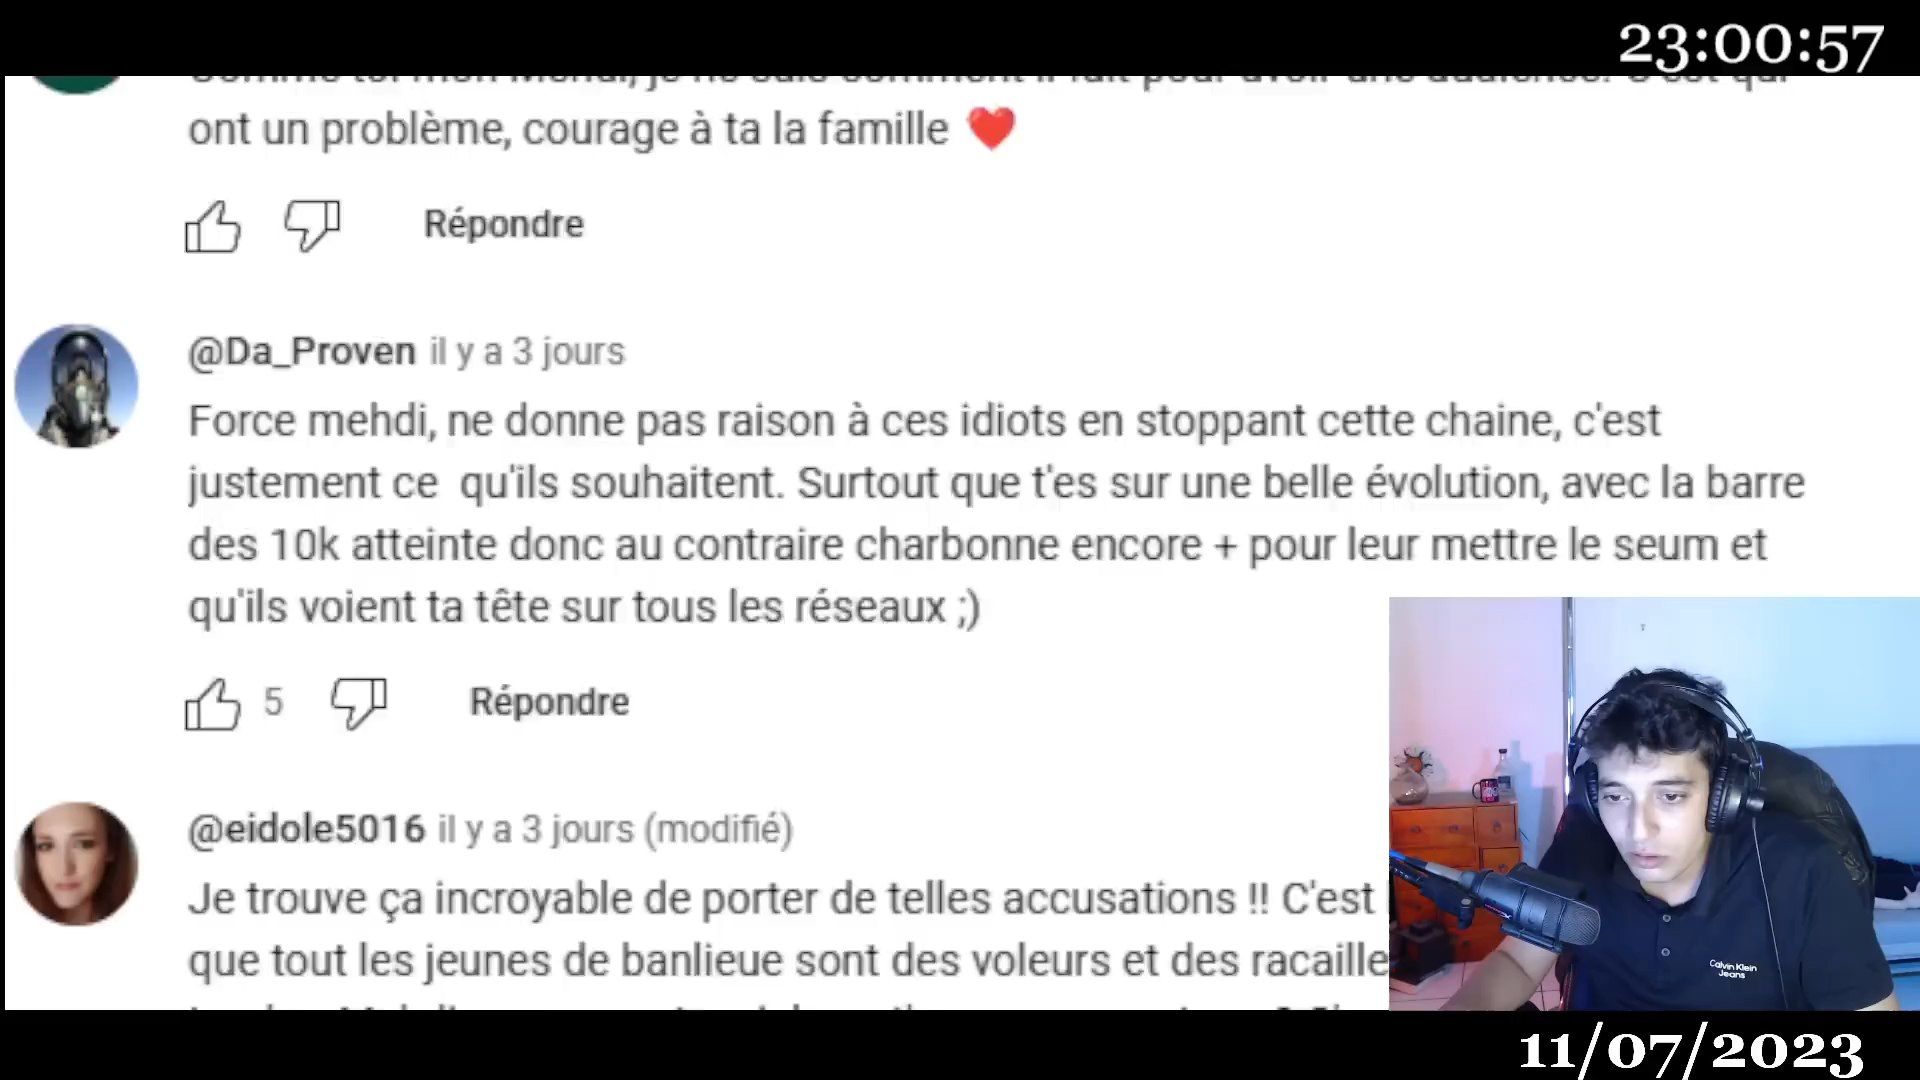 23:00:57
ont un problème, courage à ta la famille ❤️
Répondre
@Da_Proven il y a 3 jours
Force mehdi, ne donne pas raison à ces idiots en stoppant cette chaine, c'est
justement ce qu'ils souhaitent. Surtout que t'es sur une belle évolution, avec la barre
des 10k atteinte donc au contraire charbonne encore + pour leur mettre le seum et
qu'ils voient ta tête sur tous les réseaux ;)
5 Répondre
@eidole5016 il y a 3 jours (modifié)
Je trouve ça incroyable de porter de telles accusations !! C'est
que tout les jeunes de banlieue sont des voleurs et des racaille
Calvin Klein
Jeans
11/07/2023